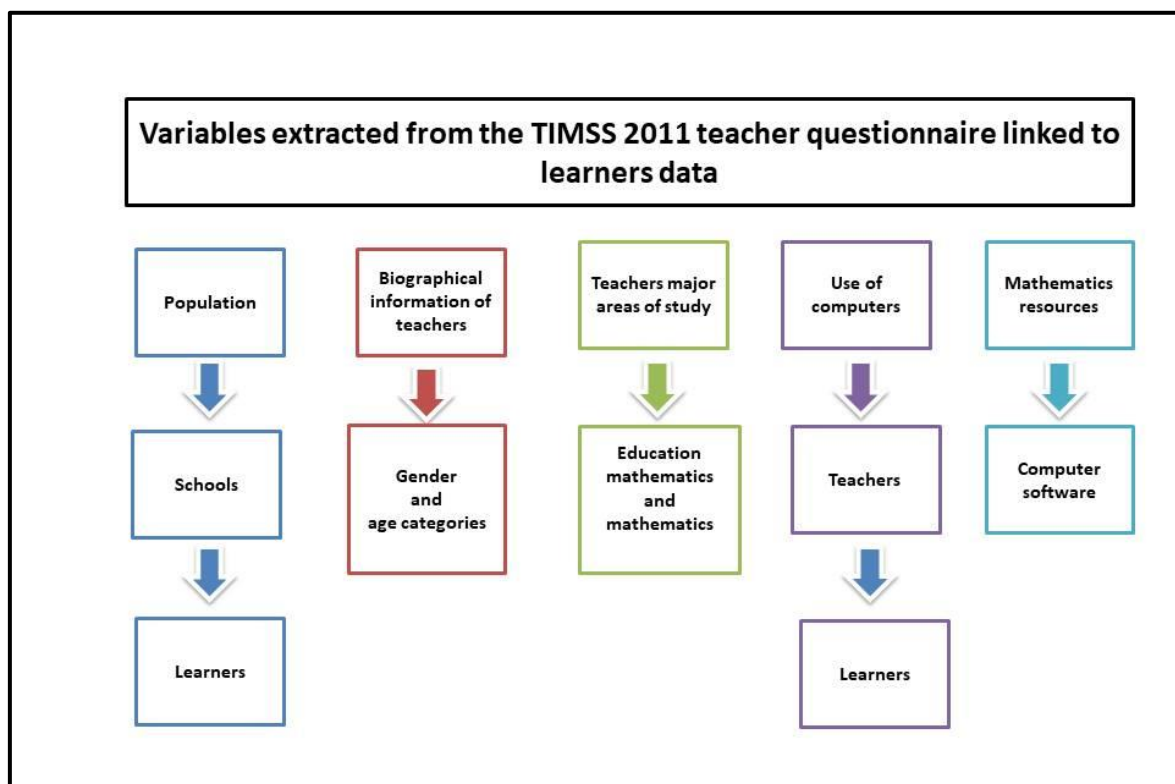 Variables extracted from the TIMSS 2011 teacher questionnaire linked to
learners data
Population
Schools
Learners
Biographical
information of
teachers
Gender
and
age categories
Teachers major
areas of study
Education
mathematics
and
mathematics
Use of
computers
Teachers
Learners
Mathematics
resources
Computer
software